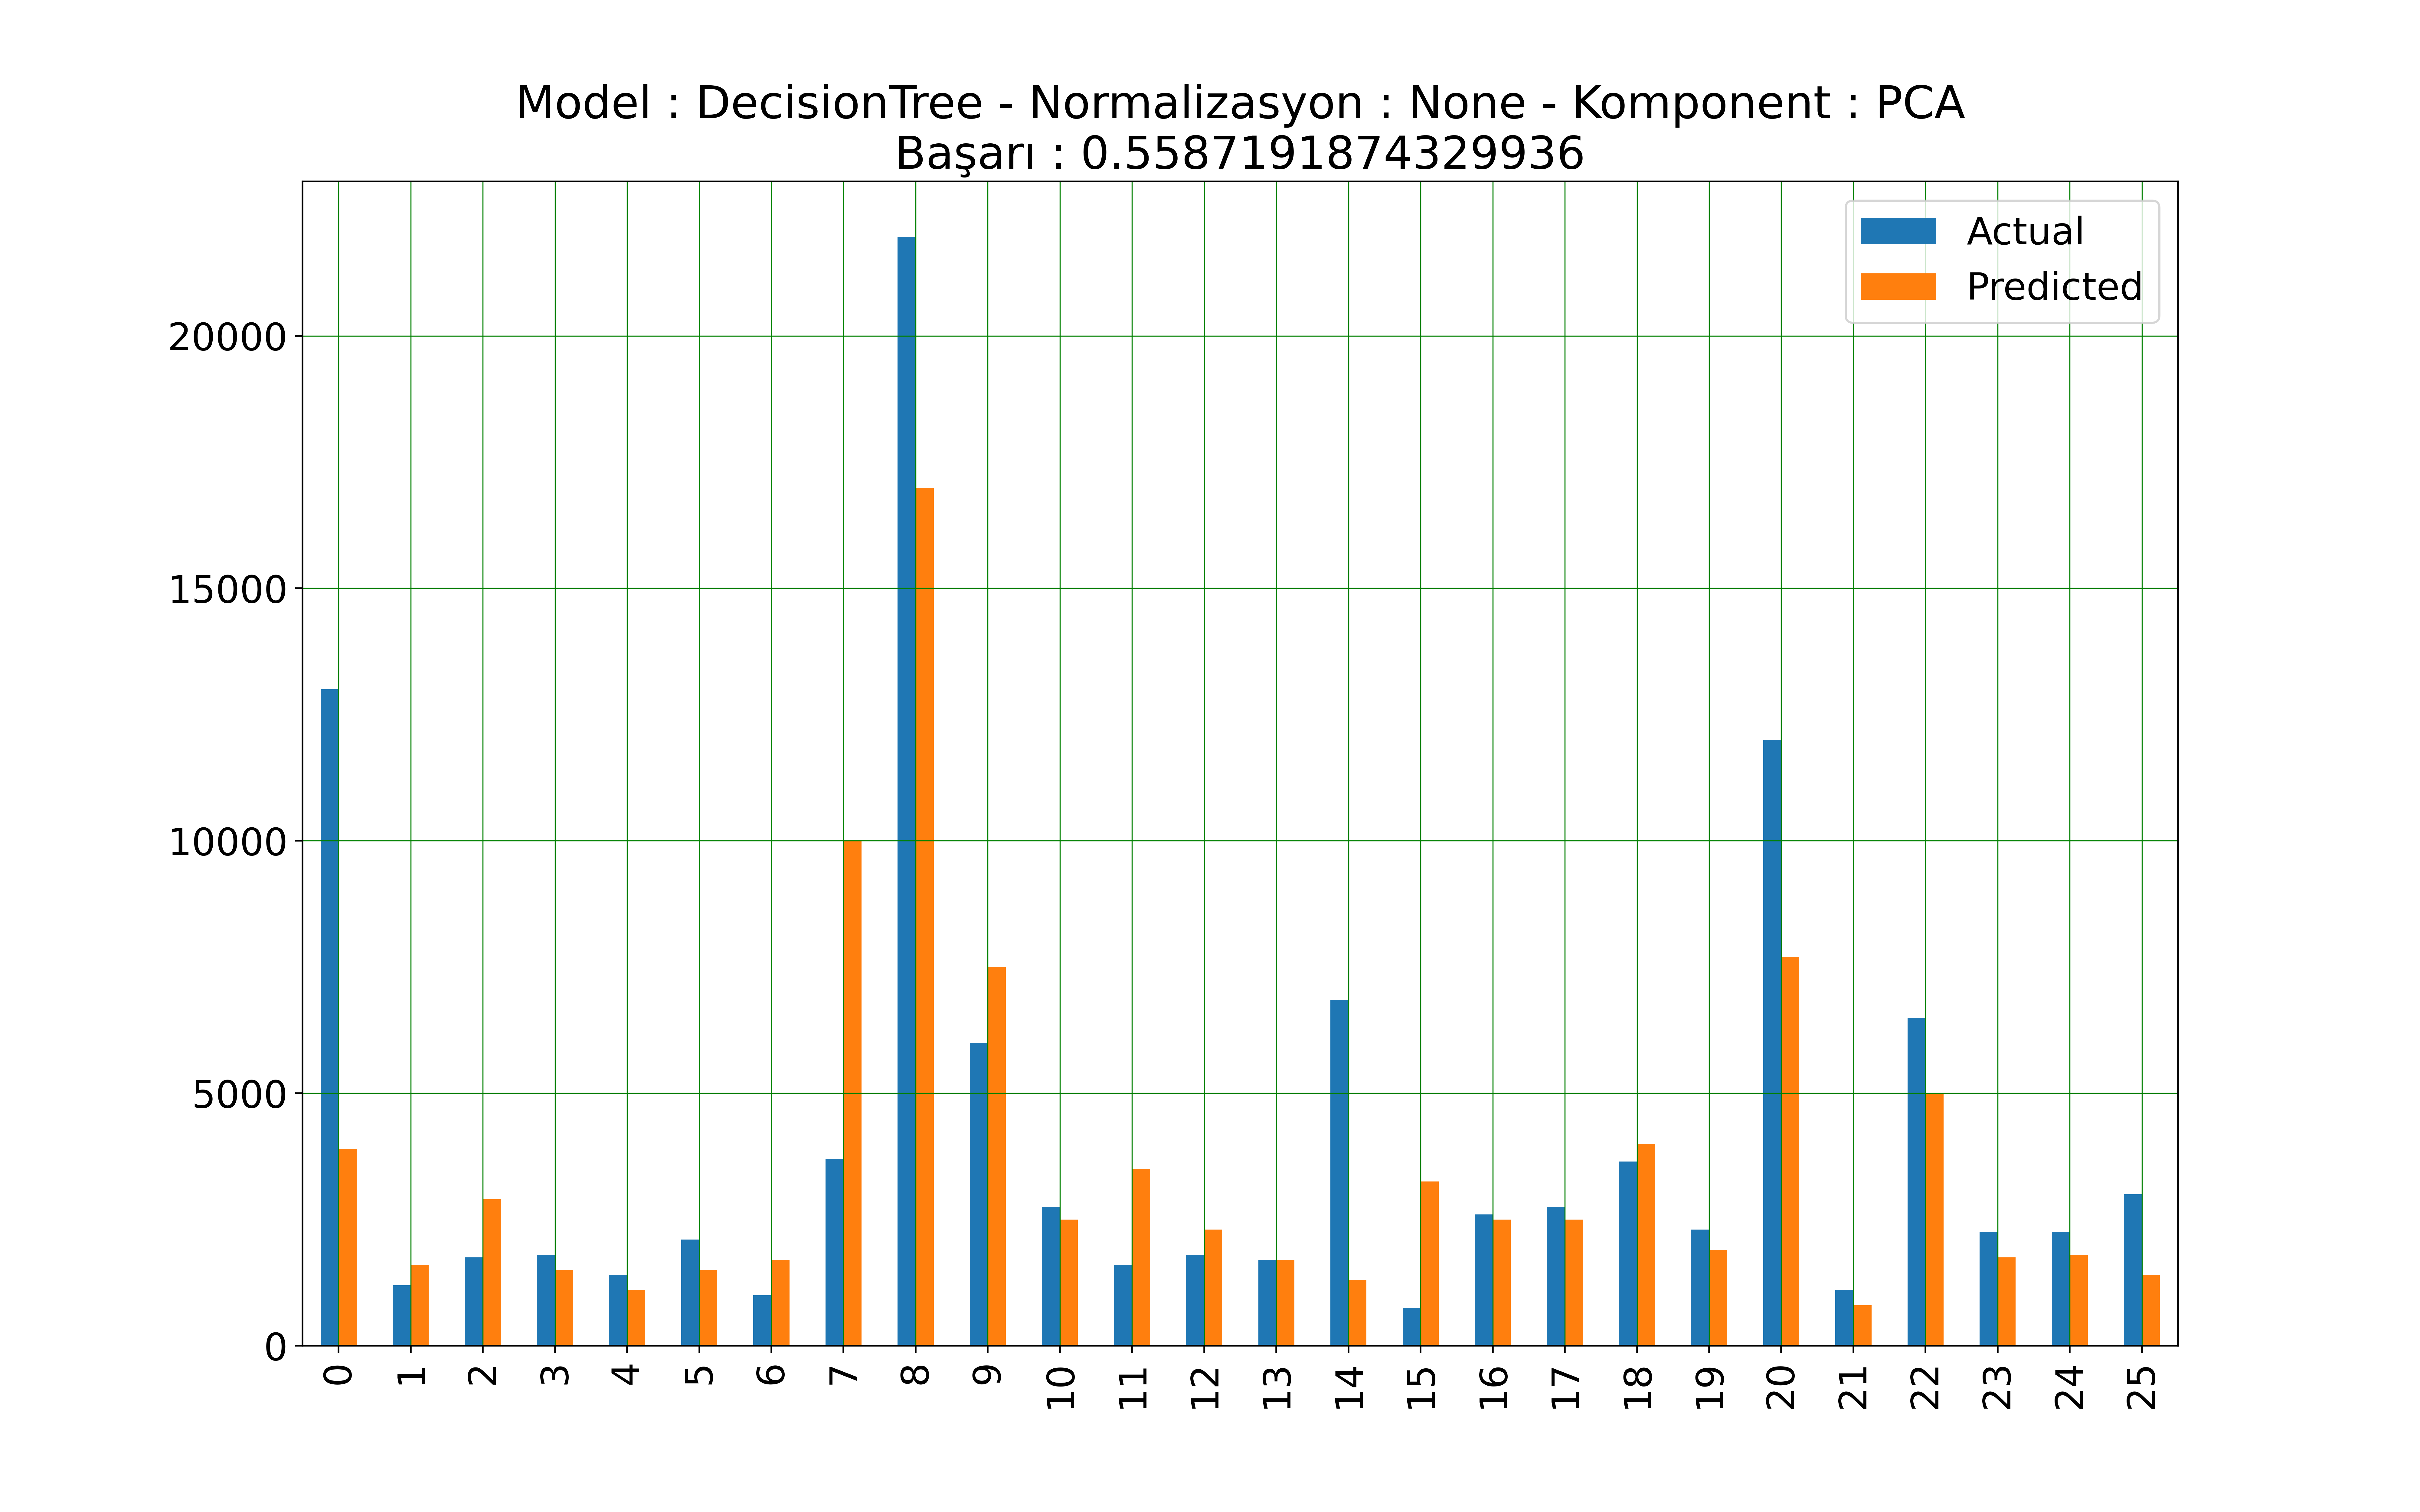 Model : DecisionTree - Normalizasyon : None - Komponent : PCA
Başarı : 0.5587191874329936
Actual
Predicted
20000
15000
10000
5000
0
0 1 2 3 4 5 6 7 8 9 10 11 12 13 14 15 16 17 18 19 20 21 22 23 24 25